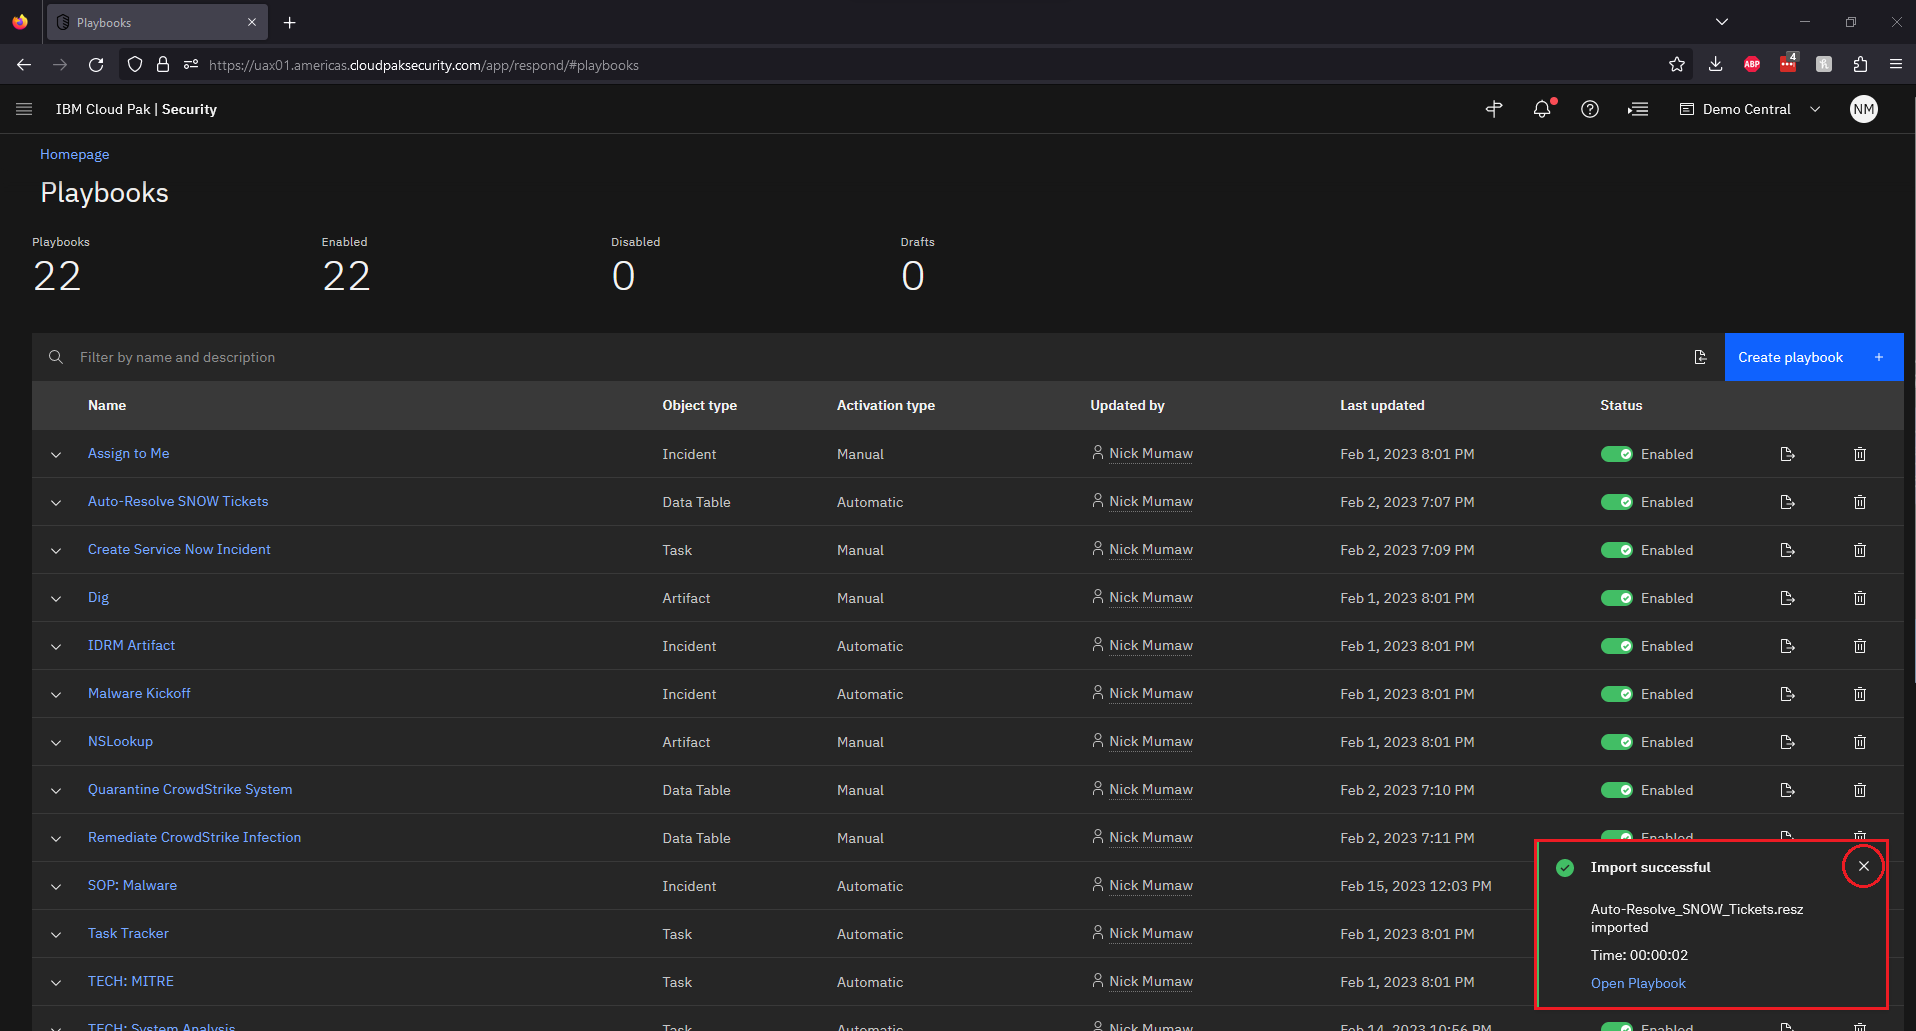 Playbooks
https://uax01.americas.cloudpaksecurity.com/app/respond/#playbooks
ABP
4
IBM Cloud Pak | Security
Demo Central
NM
Homepage
Playbooks
Playbooks Enabled Disabled Drafts
22 22 0 0
Filter by name and description Create playbook +
Name Object type Activation type Updated by Last updated Status
Assign to Me Incident Manual Nick Mumaw Feb 1, 2023 8:01 PM Enabled
Auto-Resolve SNOW Tickets Data Table Automatic Nick Mumaw Feb 2, 2023 7:07 PM Enabled
Create Service Now Incident Task Manual Nick Mumaw Feb 2, 2023 7:09 PM Enabled
Dig Artifact Manual Nick Mumaw Feb 1, 2023 8:01 PM Enabled
IDRM Artifact Incident Automatic Nick Mumaw Feb 1, 2023 8:01 PM Enabled
Malware Kickoff Incident Automatic Nick Mumaw Feb 1, 2023 8:01 PM Enabled
NSLookup Artifact Manual Nick Mumaw Feb 1, 2023 8:01 PM Enabled
Quarantine CrowdStrike System Data Table Manual Nick Mumaw Feb 2, 2023 7:10 PM Enabled
Remediate CrowdStrike Infection Data Table Manual Nick Mumaw Feb 2, 2023 7:11 PM Enabled
SOP: Malware Incident Automatic Nick Mumaw Feb 15, 2023 12:03 PM
Task Tracker Task Automatic Nick Mumaw Feb 1, 2023 8:01 PM
TECH: MITRE Task Automatic Nick Mumaw Feb 1, 2023 8:01 PM
TECH: System Analysis Task Automatic Nick Mumaw Feb 14, 2023 10:56 PM Enabled
Import successful
Auto-Resolve_SNOW_Tickets.resz
imported
Time: 00:00:02
Open Playbook